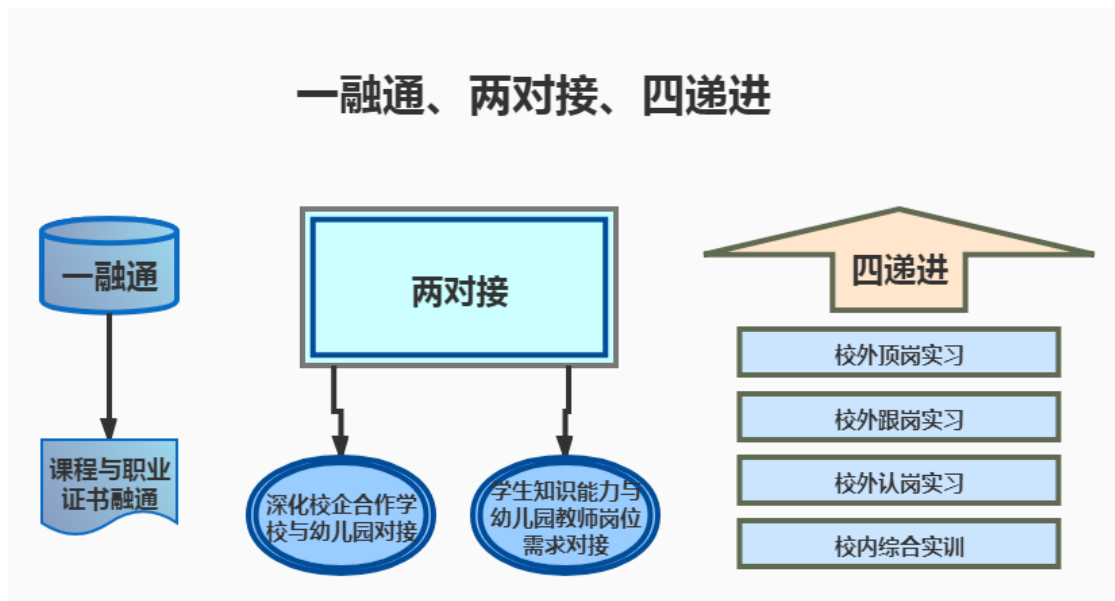 一融通、两对接、四递进
一融通
课程与职业
证书融通
两对接
深化校企合作学
校与幼儿园对接
学生知识能力与
幼儿园教师岗位
需求对接
四递进
校外顶岗实习
校外跟岗实习
校外认岗实习
校内综合实训